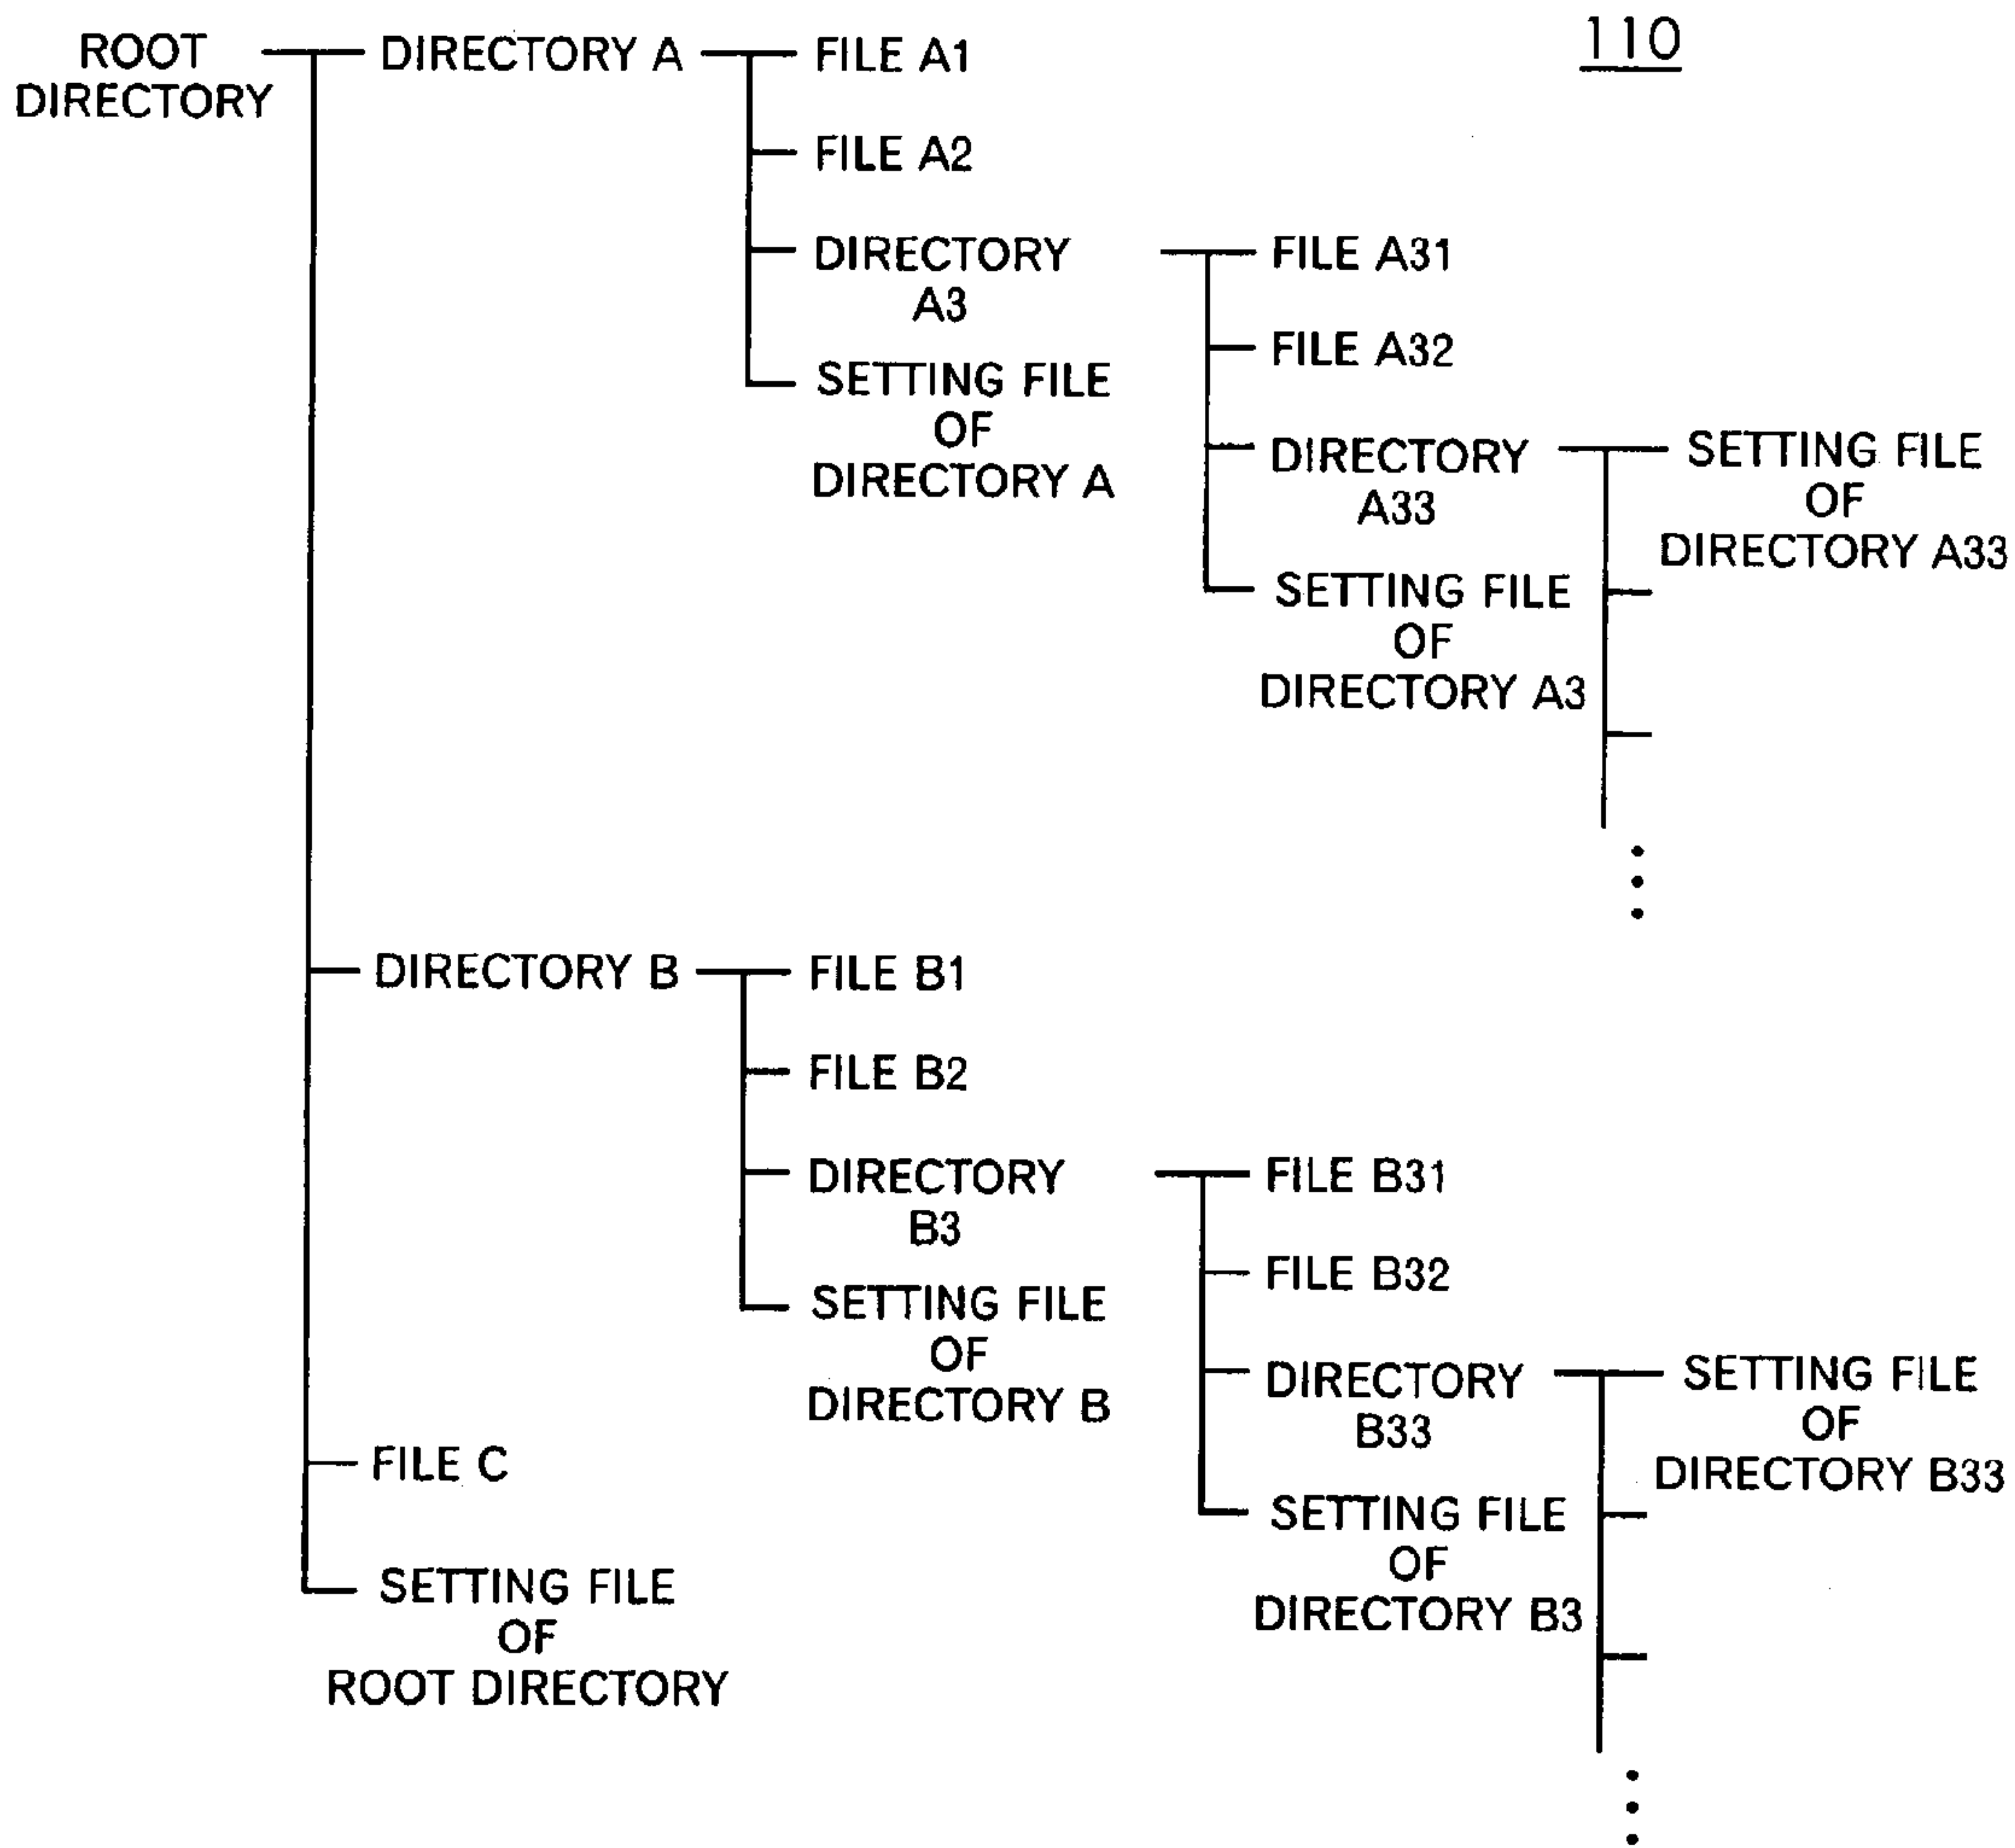 110
ROOT
DIRECTORY
DIRECTORY A
FILE A1
FILE A2
DIRECTORY
A3
SETTING FILE
OF
DIRECTORY A
FILE A31
FILE A32
DIRECTORY
A33
SETTING FILE
OF
DIRECTORY A3
SETTING FILE
OF
DIRECTORY A33
DIRECTORY B
FILE B1
FILE B2
DIRECTORY
B3
SETTING FILE
OF
DIRECTORY B
FILE B31
FILE B32
DIRECTORY
B33
SETTING FILE
OF
DIRECTORY B3
SETTING FILE
OF
DIRECTORY B33
FILE C
SETTING FILE
OF
ROOT DIRECTORY